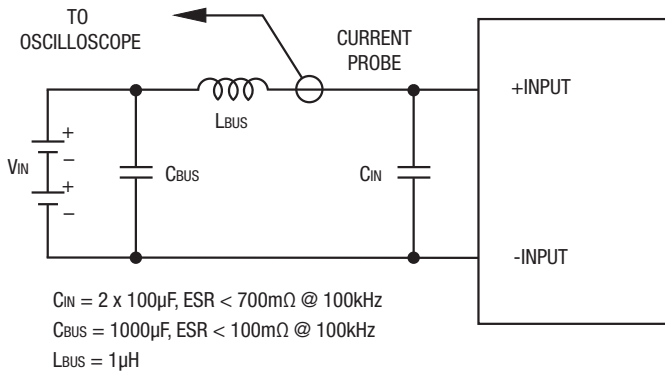 TO
OSCILLOSCOPE
CURRENT
PROBE
+INPUT
LBUS
VIN
+
−
+
−
CBUS
CIN
-INPUT
CIN = 2 x 100μF, ESR < 700mΩ @ 100kHz
CBUS = 1000μF, ESR < 100mΩ @ 100kHz
LBUS = 1μH